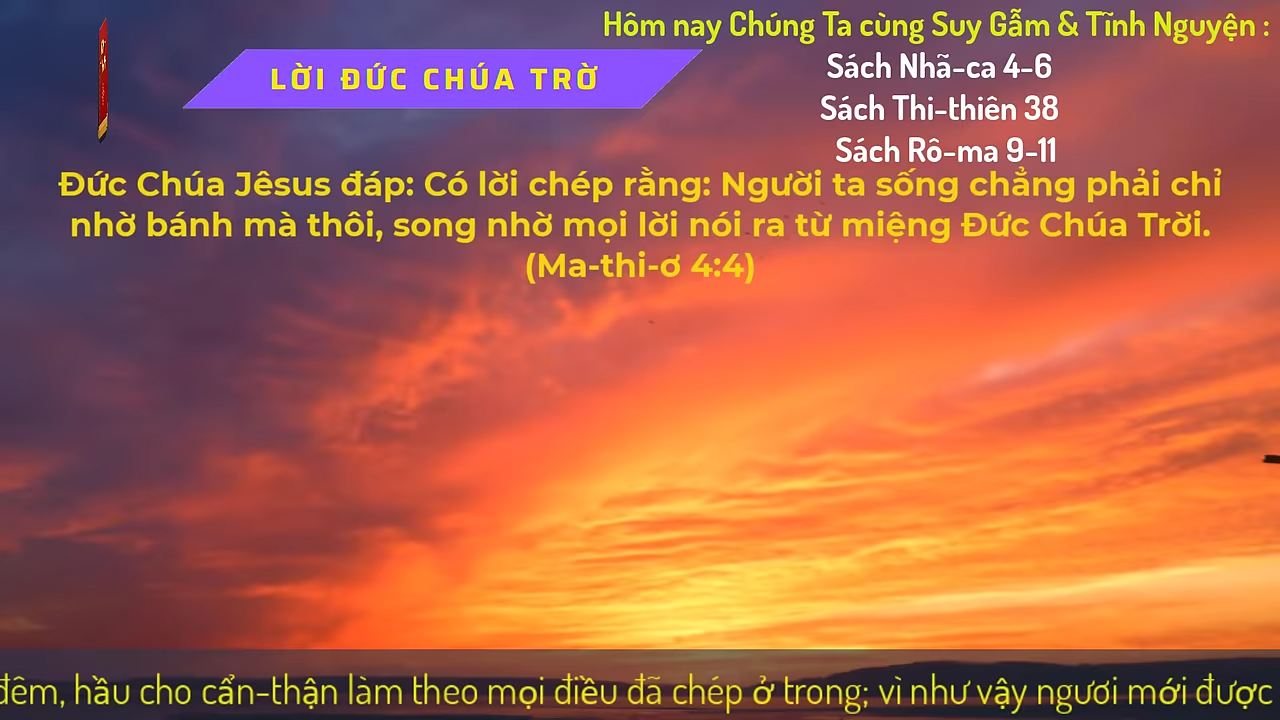 Hôm nay Chúng Ta cùng Suy Gẫm & Tĩnh Nguyện :
Sách Nhã-ca 4-6
Sách Thi-thiên 38
Sách Rô-ma 9-11
LỜI ĐỨC CHÚA TRỜ
Đức Chúa Jêsus đáp: Có lời chép rằng: Người ta sống chẳng phải chỉ
nhờ bánh mà thôi, song nhờ mọi lời nói ra từ miệng Đức Chúa Trời.
(Ma-thi-ơ 4:4)
đêm, hầu cho cẩn-thận làm theo mọi điều đã chép ở trong; vì như vậy ngươi mới được